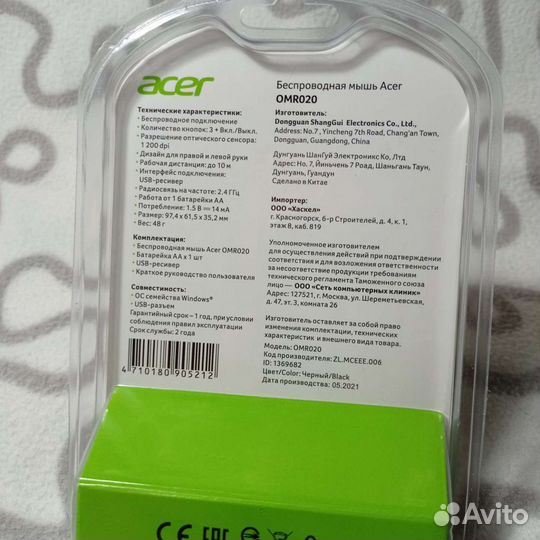 acer
Технические характеристики:
• Беспроводное подключение
• Количество кнопок: 3 + Вкл./Выкл.
• Разрешение оптического сенсора:
1 200 dpi
• Дизайн для правой и левой руки
• Рабочая дистанция: до 10 м
• Интерфейс подключения:
USB-ресивер
• Радиосвязь на частоте: 2,4 ГГц
• Работа от 1 батарейки АА
• Потребление: 1.5 В 14 мА
• Размер: 97,4 x 61,5 x 35,2 мм
• Вес: 48 г
Комплектация:
• Беспроводная мышь Acer OMR020
• Батарейка АА x 1 шт
• USB-ресивер
• Краткое руководство пользователя
Совместимость:
• ОС семейства Windows®
• USB-разъем
Гарантийный срок – 1 год, при условии
соблюдения правил эксплуатации
Срок службы: 2 года
4 710180 905212
Беспроводная мышь Acer
OMR020
Изготовитель:
Dongguan ShangGui Electronics Co., Ltd.,
Address: No.7 , Yincheng 7th Road, Chang'an Town,
Dongguan, Guangdong, China
Дунгуань ШанГуй Электроникс Ко, Лтд
Адрес: Но. 7, Йиньчень 7 Роад, Шаньгань Таун,
Дунгуань, Гуандун
Сделано в Китае
Импортер:
ООО «Хаскел»
г. Красногорск, б-р Строителей, д. 4, к. 1,
этаж 8, каб. 819
Уполномоченное изготовителем
для осуществления действий при подтверждении
соответствия и для возложения ответственности
за несоответствие продукции требованиям
технического регламента Таможенного союза
лицо — ООО «Сеть компьютерных клиник»
Адрес: 127521, г. Москва, ул. Шереметьевская,
д. 47, эт. 3, комната 26
Изготовитель оставляет за собой право
изменения комплектации, технических
характеристик и внешнего вида товара.
Модель: OMR020
Код производителя: ZL.MCEEE.006
ID: 1369682
Цвет/Color: Черный/Black
Дата производства: 05.2021
CE EAC
Avito